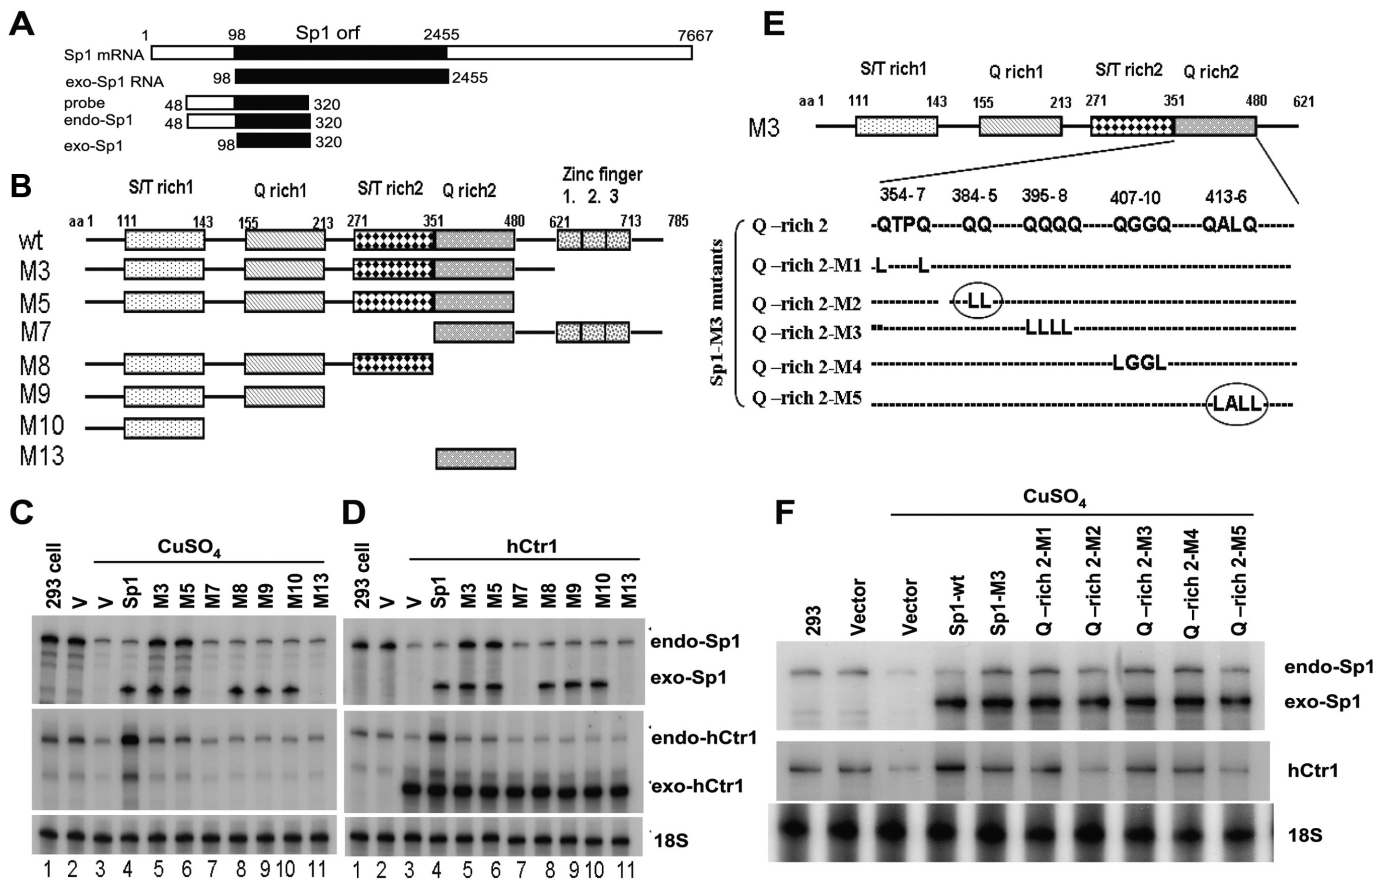 A
1 98 Sp1 orf 2455 7667
Sp1 mRNA
exo-Sp1 RNA 98 2455
probe 48 320
endo-Sp1 48 320
exo-Sp1 98 320
B
S/T rich1 Q rich1 S/T rich2 Q rich2 Zinc finger
1. 2. 3
aa 1 111 143 155 213 271 351 480 621 713 785
wt
M3
M5
M7
M8
M9
M10
M13
C
CuSO4
293 cell V V Sp1 M3 M5 M7 M8 M9 M10 M13
1 2 3 4 5 6 7 8 9 10 11
D
hCtr1
293 cell V V Sp1 M3 M5 M7 M8 M9 M10 M13
endo-Sp1
exo-Sp1
endo-hCtr1
exo-hCtr1
18S
1 2 3 4 5 6 7 8 9 10 11
E
S/T rich1 Q rich1 S/T rich2 Q rich2
aa 1 111 143 155 213 271 351 480 621
M3
354-7 384-5 395-8 407-10 413-6
Sp1-M3 mutants
Q –rich 2 --QTPQ-----QQ-----QQQQ-----QGGQ-----QALQ-----
Q –rich 2-M1 -L----L-----
Q –rich 2-M2 -----LL-----
Q –rich 2-M3 -----LLLL-----
Q –rich 2-M4 -----LGGL-----
Q –rich 2-M5 -----LALL-----
F
CuSO4
293 Vector Vector Sp1-wt Sp1-M3 Q –rich 2-M1 Q –rich 2-M2 Q –rich 2-M3 Q –rich 2-M4 Q –rich 2-M5
endo-Sp1
exo-Sp1
hCtr1
18S